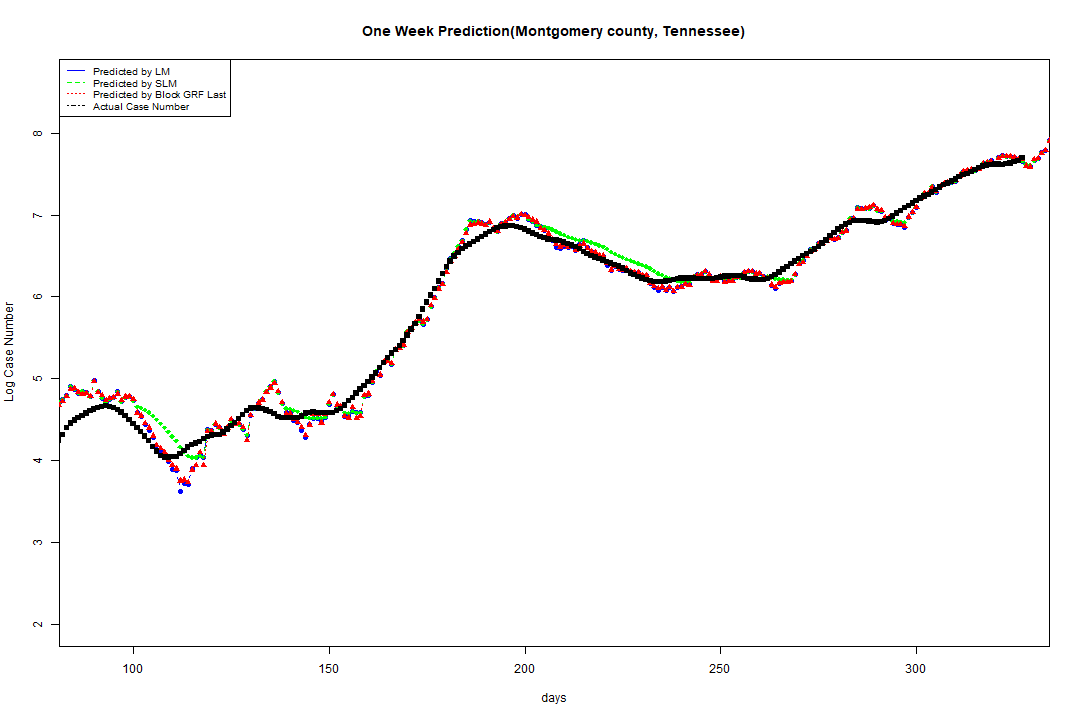 One Week Prediction(Montgomery county, Tennessee)
Predicted by LM
Predicted by SLM
Predicted by Block GRF Last
Actual Case Number
8
7
6
5
4
3
2
Log Case Number
100 150 200 250 300
days